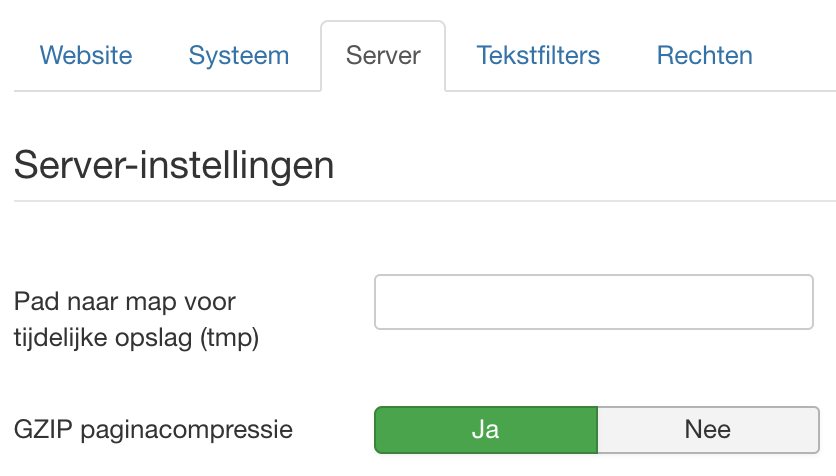 Website Systeem Server Tekstfilters Rechten
Server-instellingen
Pad naar map voor
tijdelijke opslag (tmp)
GZIP paginacompressie Ja Nee